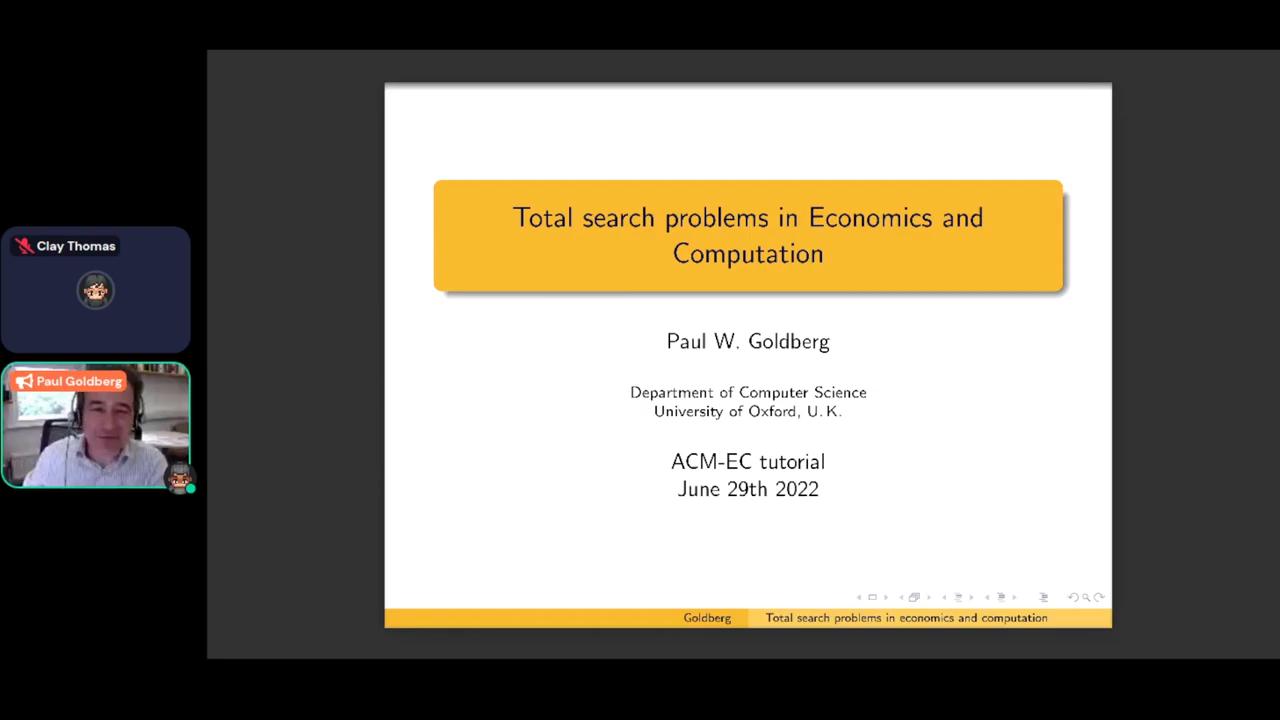 Clay Thomas
Paul Goldberg
Total search problems in Economics and
Computation
Paul W. Goldberg
Department of Computer Science
University of Oxford, U. K.
ACM-EC tutorial
June 29th 2022
Goldberg
Total search problems in economics and computation